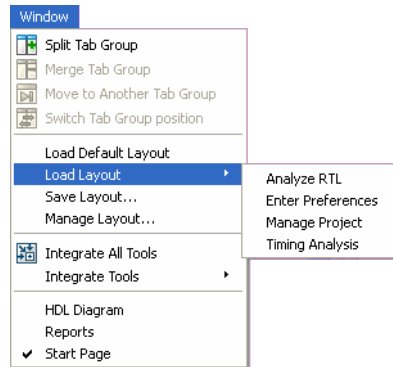 Window
Split Tab Group
Merge Tab Group
Move to Another Tab Group
Switch Tab Group position
Load Default Layout
Load Layout
Save Layout...
Manage Layout...
Integrate All Tools
Integrate Tools
HDL Diagram
Reports
Start Page
Analyze RTL
Enter Preferences
Manage Project
Timing Analysis